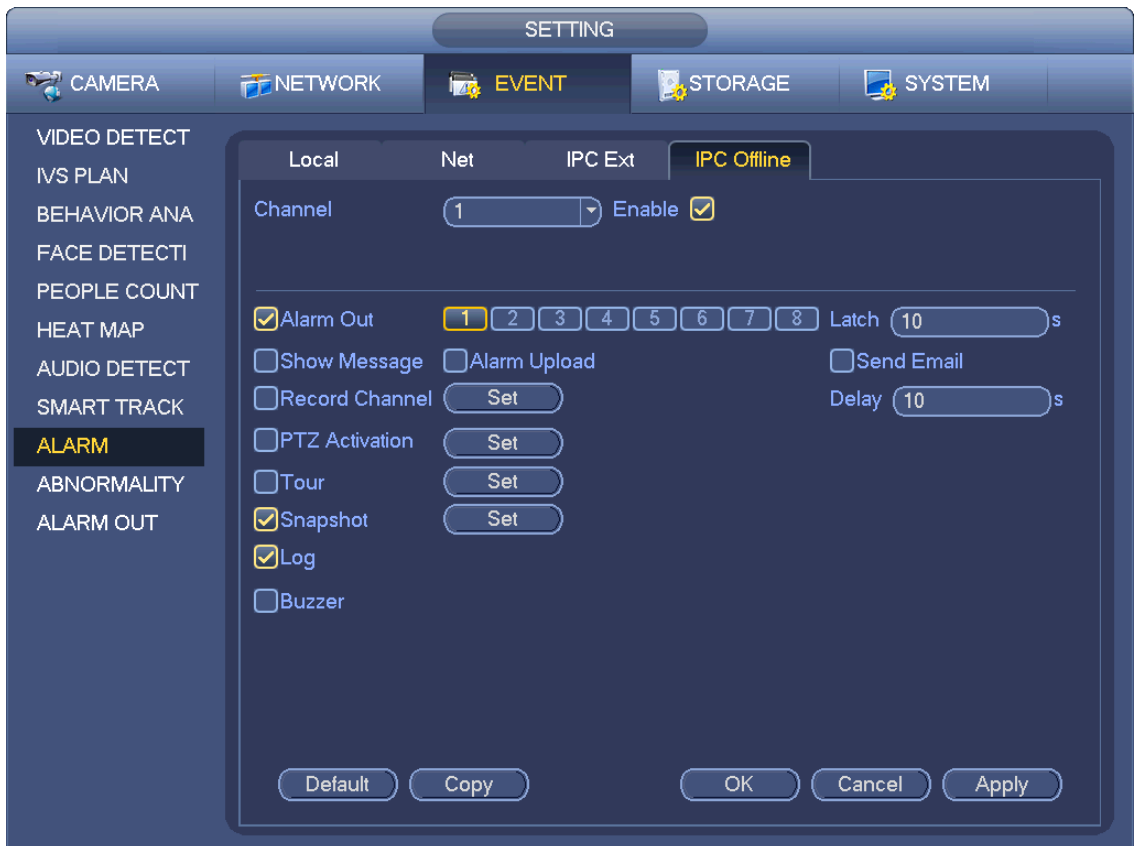 SETTING
CAMERA NETWORK EVENT STORAGE SYSTEM
VIDEO DETECT
IVS PLAN
BEHAVIOR ANA
FACE DETECTI
PEOPLE COUNT
HEAT MAP
AUDIO DETECT
SMART TRACK
ALARM
ABNORMALITY
ALARM OUT
Local Net IPC Ext IPC Offline
Channel 1 Enable
Alarm Out 1 2 3 4 5 6 7 8 Latch 10 s
Show Message Alarm Upload Send Email
Record Channel Set Delay 10 s
PTZ Activation Set
Tour Set
Snapshot Set
Log
Buzzer
Default Copy OK Cancel Apply